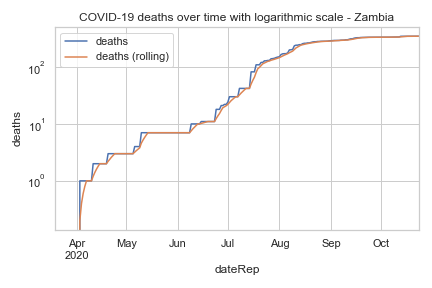 COVID-19 deaths over time with logarithmic scale - Zambia
deaths
deaths (rolling)
10²
10¹
10⁰
deaths
Apr
2020
May
Jun
Jul
Aug
Sep
Oct
dateRep